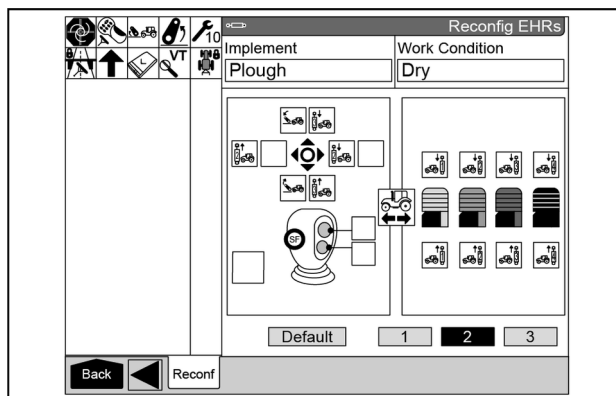 Reconfig EHRs
10
VT
Implement
Work Condition
Plough
Dry
SF
Default
1
2
3
Back
Reconf